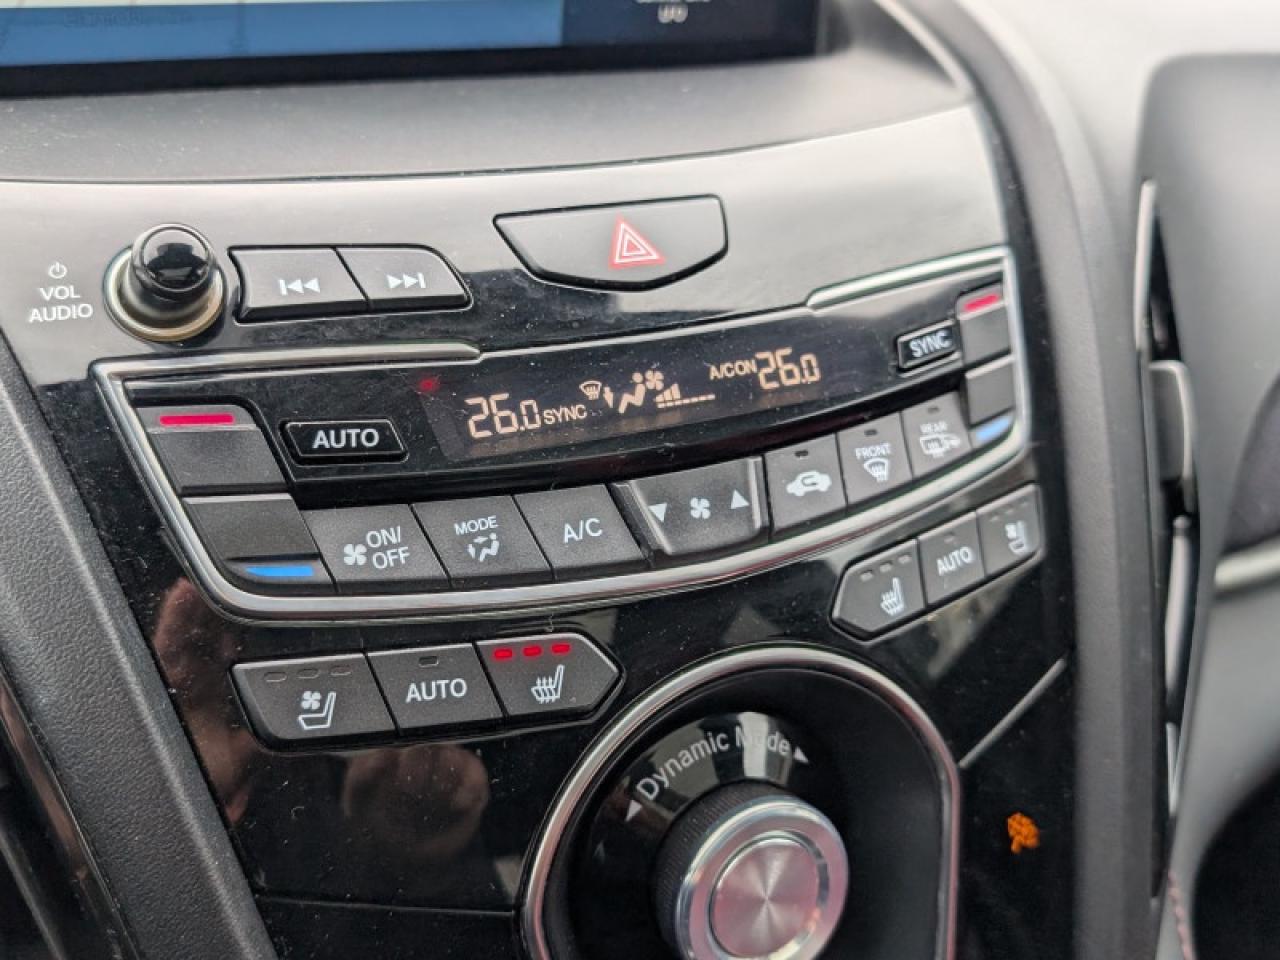 VOL
AUDIO
26.0 SYNC
A/CON 26.0
SYNC
AUTO
ON/
OFF
MODE
A/C
FRONT
REAR
AUTO
AUTO
Dynamic Mode